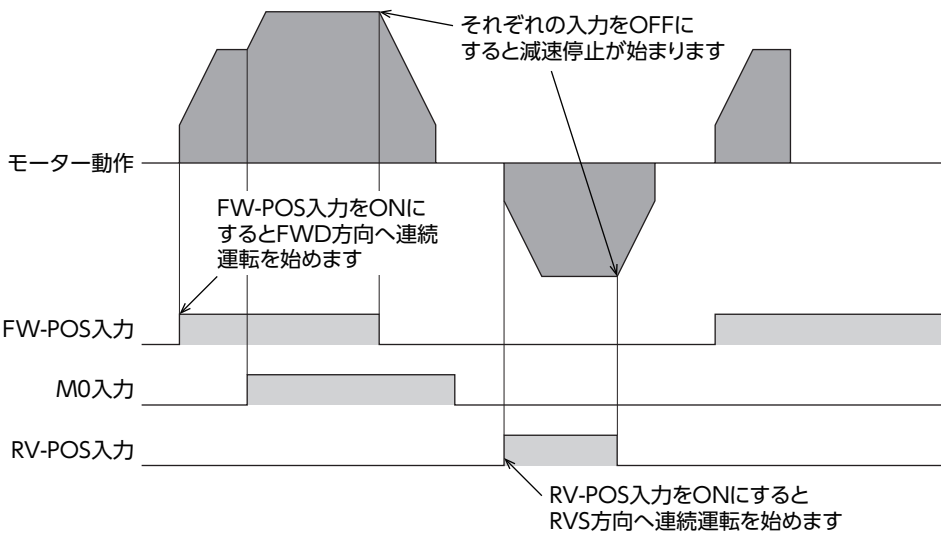 それぞれの入力をOFFに
すると減速停止が始まります
モーター動作
FW-POS入力をONに
するとFWD方向へ連続
運転を始めます
FW-POS入力
M0入力
RV-POS入力
RV-POS入力をONにすると
RVS方向へ連続運転を始めます